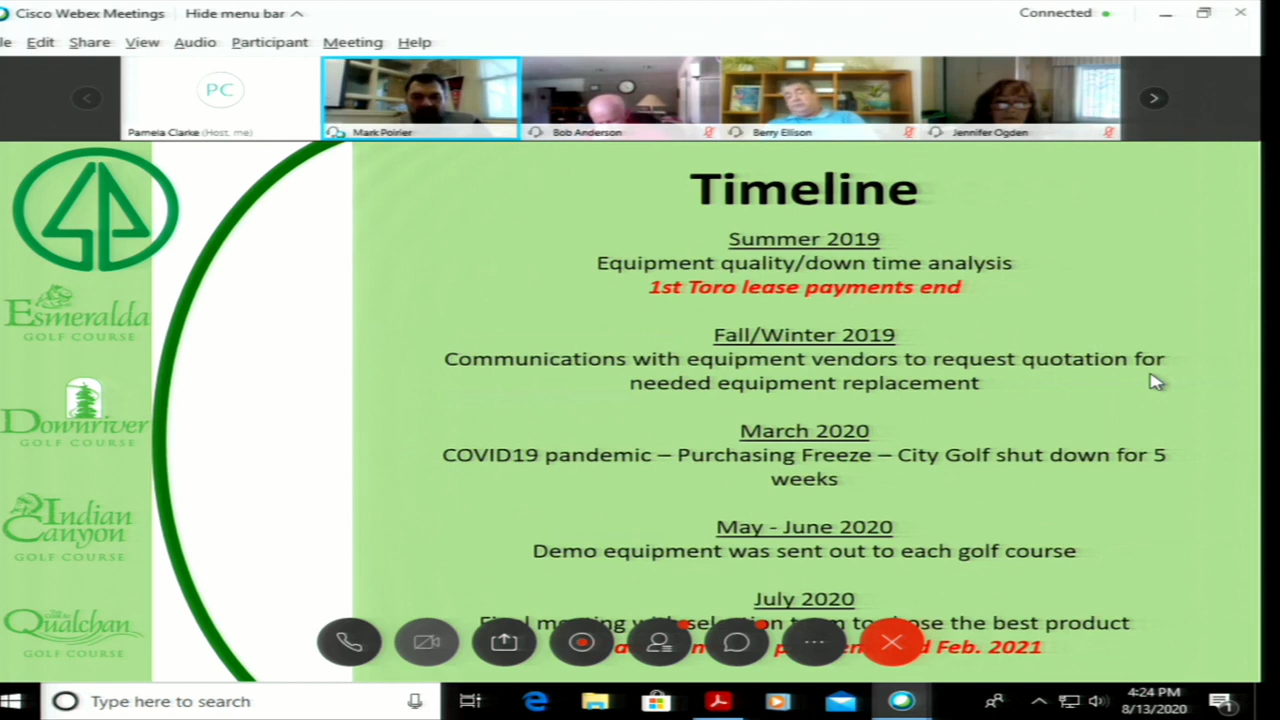 Cisco Webex Meetings Hide menu bar Connected
Edit Share View Audio Participant Meeting Help
PC
Pamela Clarke (Host, me) Mark Poirier Bob Anderson Berry Ellison Jennifer Ogden
Timeline
Summer 2019
Equipment quality/down time analysis
1st Toro lease payments end
Fall/Winter 2019
Communications with equipment vendors to request quotation for
needed equipment replacement
March 2020
COVID19 pandemic – Purchasing Freeze – City Golf shut down for 5
weeks
May - June 2020
Demo equipment was sent out to each golf course
July 2020
the best product
Feb. 2021
Esmeralda
GOLF COURSE
Downriver
GOLF COURSE
Indian
Canyon
GOLF COURSE
Qualchan
GOLF COURSE
Type here to search
4:24 PM
8/13/2020
1